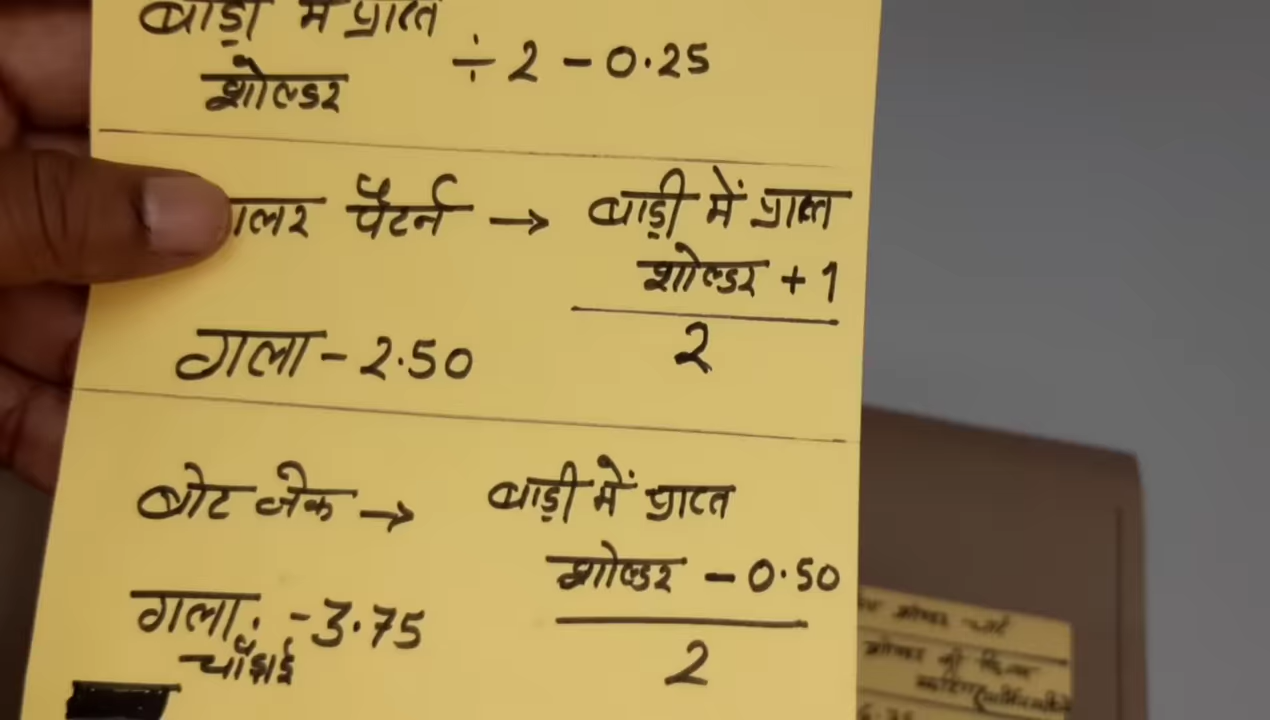 बाड़ी में प्राप्त
शोल्डर ÷ 2 - 0.25
ालर पैटर्न → बाड़ी में प्राप्त
शोल्डर + 1
2
गला - 2.50
बोट नेक → बाड़ी में प्राप्त
शोल्डर - 0.50
2
गला - 3.75
चौड़ाई